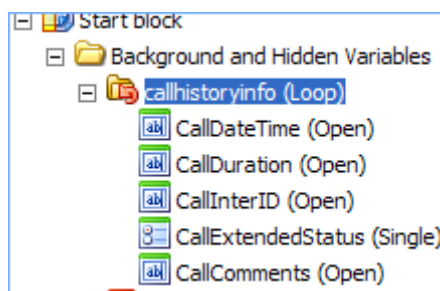 Start block
Background and Hidden Variables
callhistoryinfo (Loop)
CallDateTime (Open)
CallDuration (Open)
CallInterID (Open)
CallExtendedStatus (Single)
CallComments (Open)